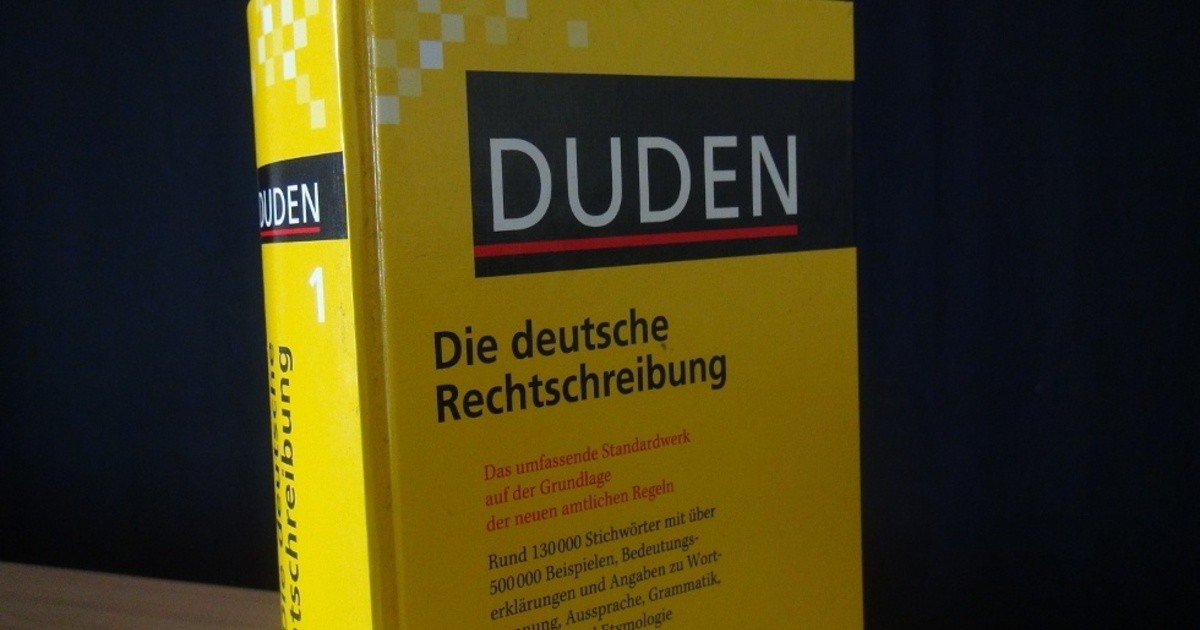 DUDEN
1
deutsche
DUDEN
Die deutsche
Rechtschreibung
Das umfassende Standardwerk
auf der Grundlage
der neuen amtlichen Regeln
Rund 130 000 Stichwörter mit über
500 000 Beispielen, Bedeutungs-
erklärungen und Angaben zu Wort-
Aussprache, Grammatik,
Etymologie